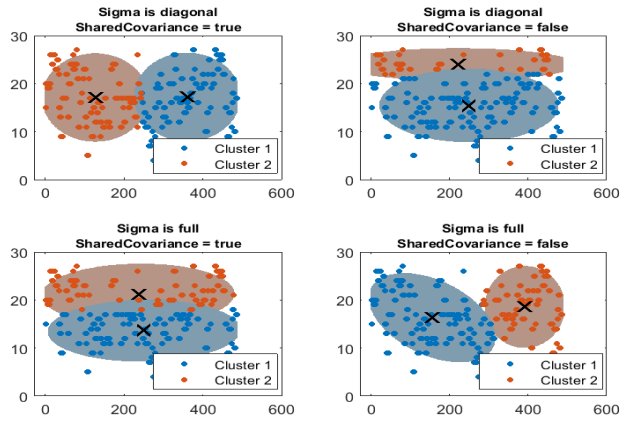 Sigma is diagonal
SharedCovariance = true
30
20
10
0
0 200 400 600
Cluster 1
Cluster 2
Sigma is diagonal
SharedCovariance = false
30
20
10
0
0 200 400 600
Cluster 1
Cluster 2
Sigma is full
SharedCovariance = true
30
20
10
0
0 200 400 600
Cluster 1
Cluster 2
Sigma is full
SharedCovariance = false
30
20
10
0
0 200 400 600
Cluster 1
Cluster 2